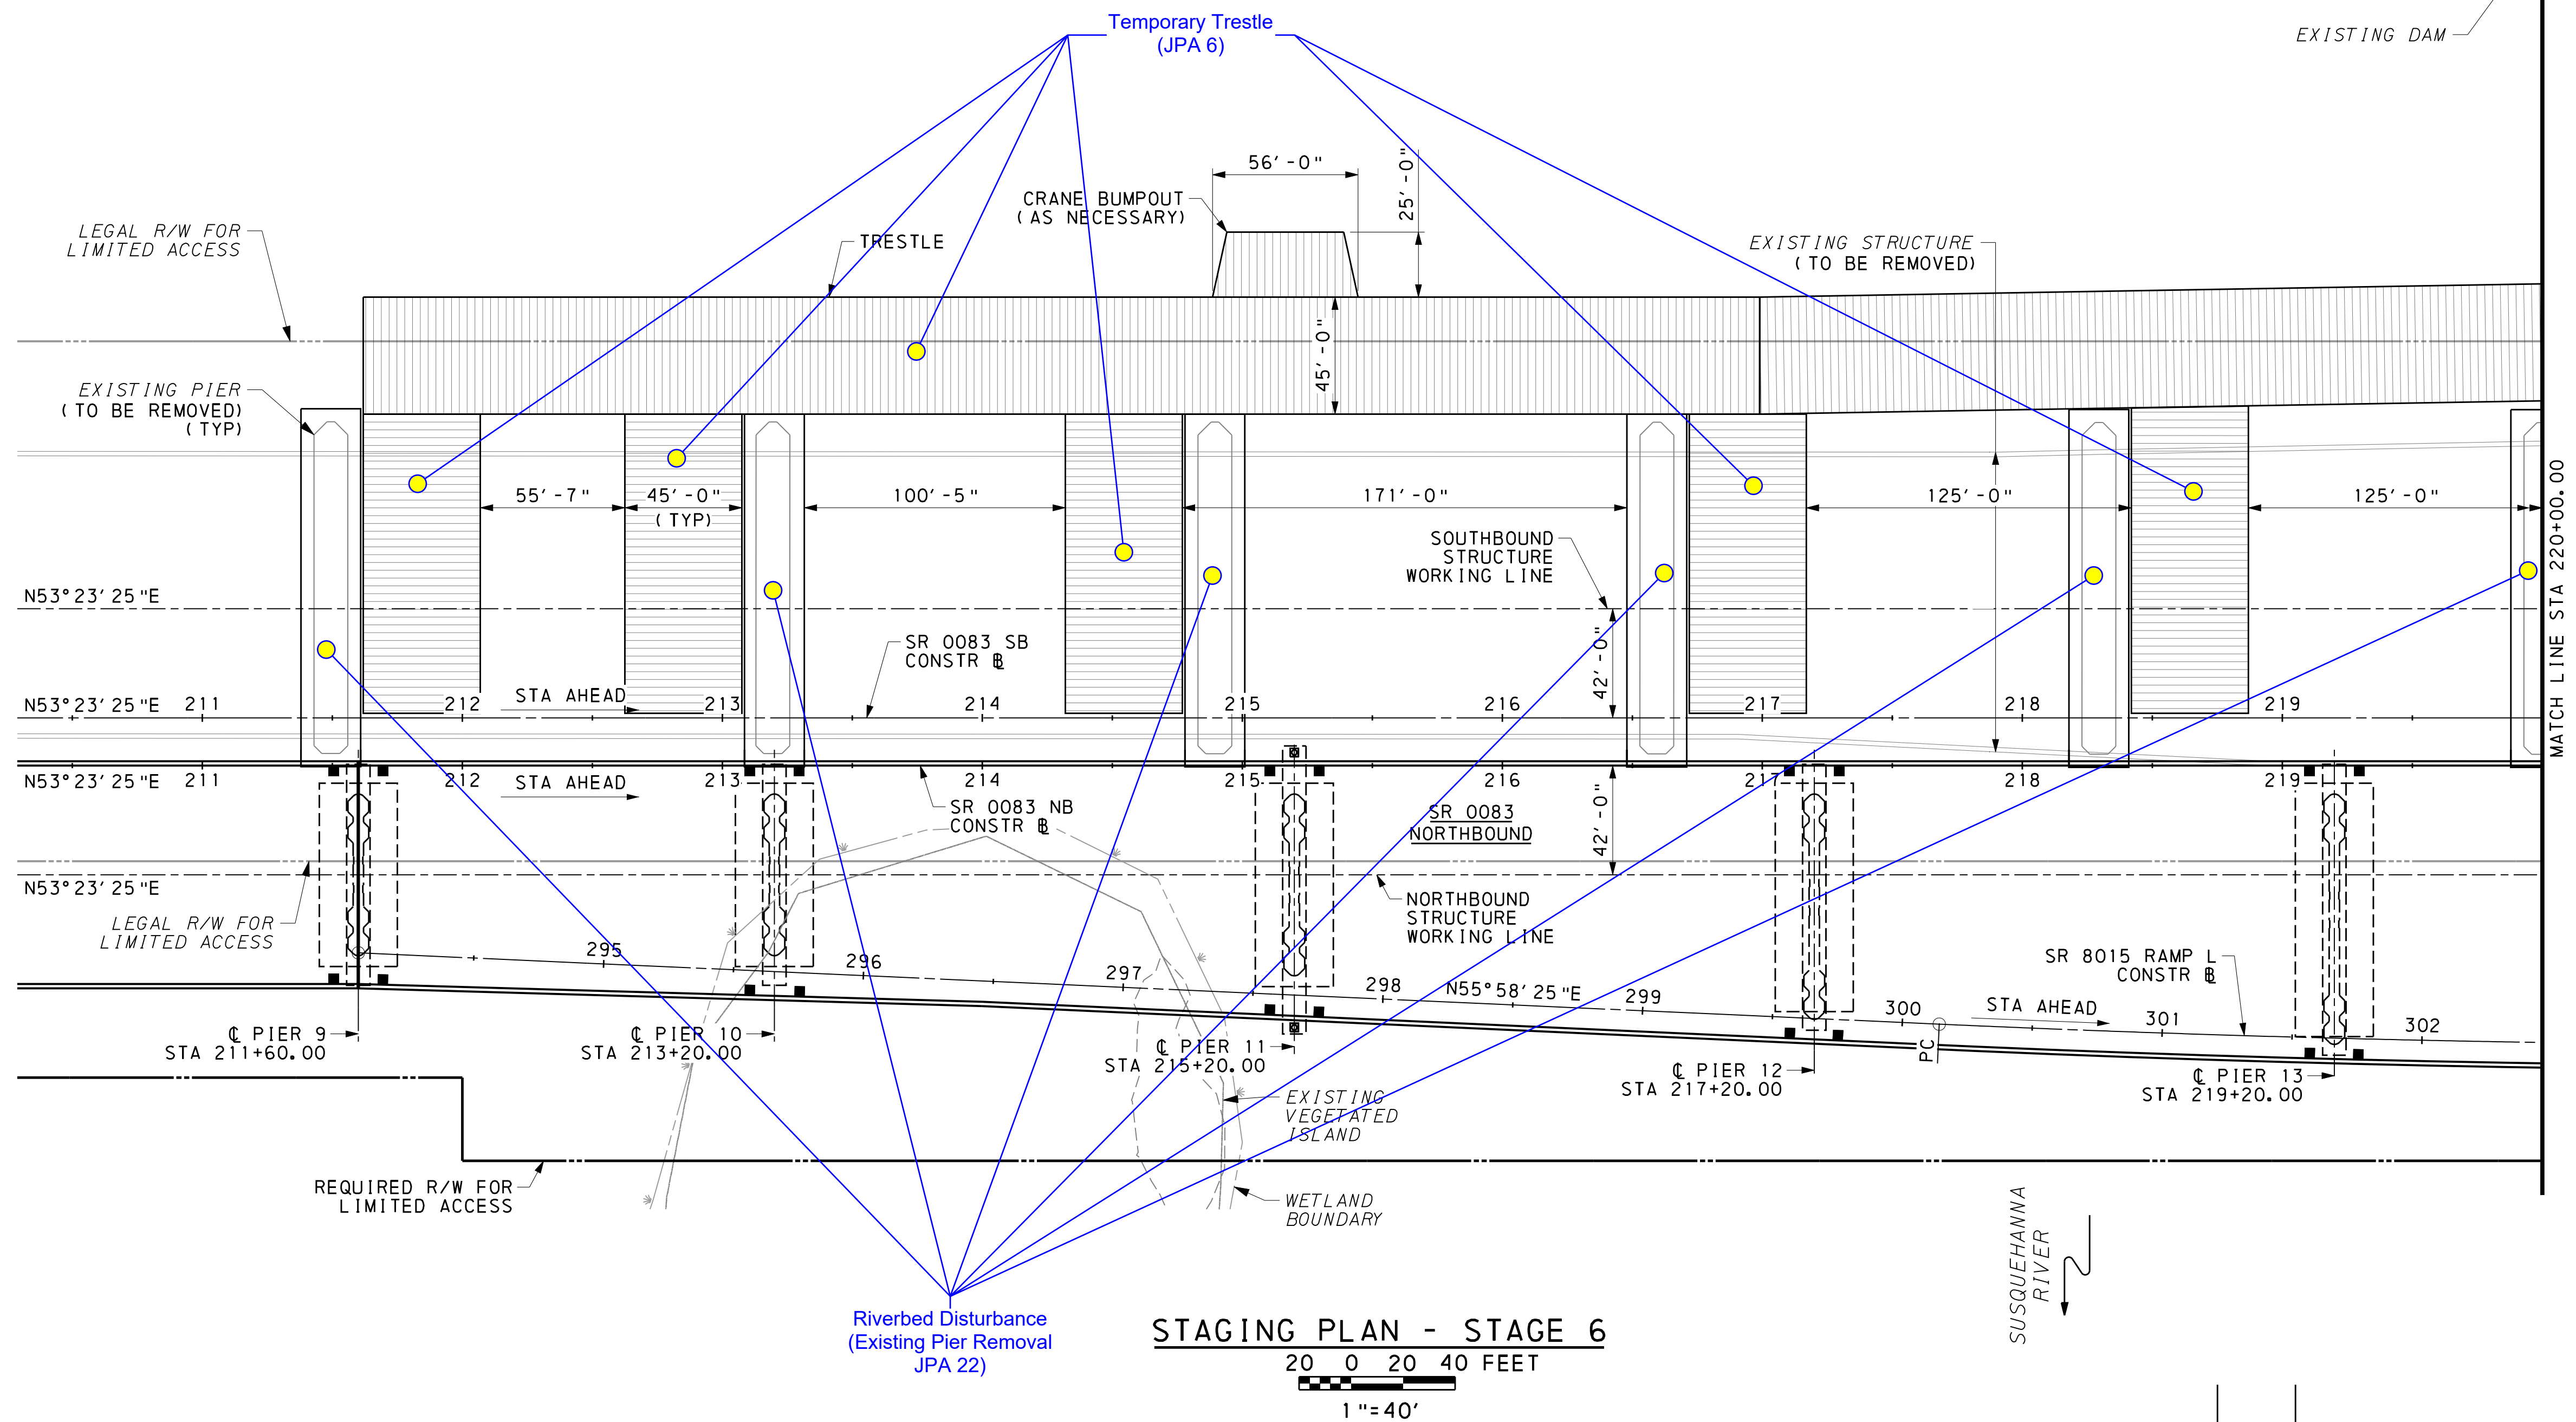 Temporary Trestle
(JPA 6)
EXISTING DAM
56'-0"
25'-0"
CRANE BUMPOUT
(AS NECESSARY)
LEGAL R/W FOR
LIMITED ACCESS
TRESTLE
EXISTING STRUCTURE
(TO BE REMOVED)
45'-0"
EXISTING PIER
(TO BE REMOVED)
(TYP)
55'-7"
45'-0"
(TYP)
100'-5"
171'-0"
125'-0"
125'-0"
SOUTHBOUND
STRUCTURE
WORKING LINE
MATCH LINE STA 220+00.00
N53°23'25"E
42'-0"
SR 0083 SB
CONSTR BL
N53°23'25"E
211
212
STA AHEAD
213
214
215
216
217
218
219
N53°23'25"E
211
212
STA AHEAD
213
214
215
216
217
218
219
SR 0083 NB
CONSTR BL
SR 0083
NORTHBOUND
42'-0"
N53°23'25"E
LEGAL R/W FOR
LIMITED ACCESS
NORTHBOUND
STRUCTURE
WORKING LINE
295
296
297
298
N55°58'25"E
299
300
STA AHEAD
301
302
SR 8015 RAMP L
CONSTR BL
PC
CL PIER 9
STA 211+60.00
CL PIER 10
STA 213+20.00
CL PIER 11
STA 215+20.00
CL PIER 12
STA 217+20.00
CL PIER 13
STA 219+20.00
EXISTING
VEGETATED
ISLAND
REQUIRED R/W FOR
LIMITED ACCESS
WETLAND
BOUNDARY
SUSQUEHANNA
RIVER
Riverbed Disturbance
(Existing Pier Removal
JPA 22)
STAGING PLAN - STAGE 6
20 0 20 40 FEET
1"=40'